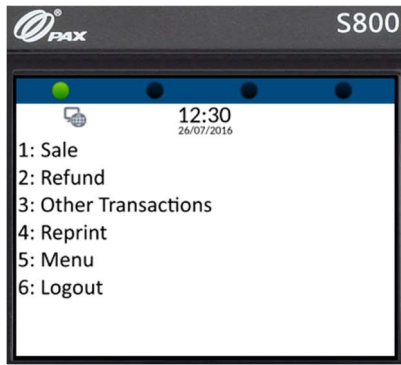 PAX®
S800
12:30
26/07/2016
1: Sale
2: Refund
3: Other Transactions
4: Reprint
5: Menu
6: Logout